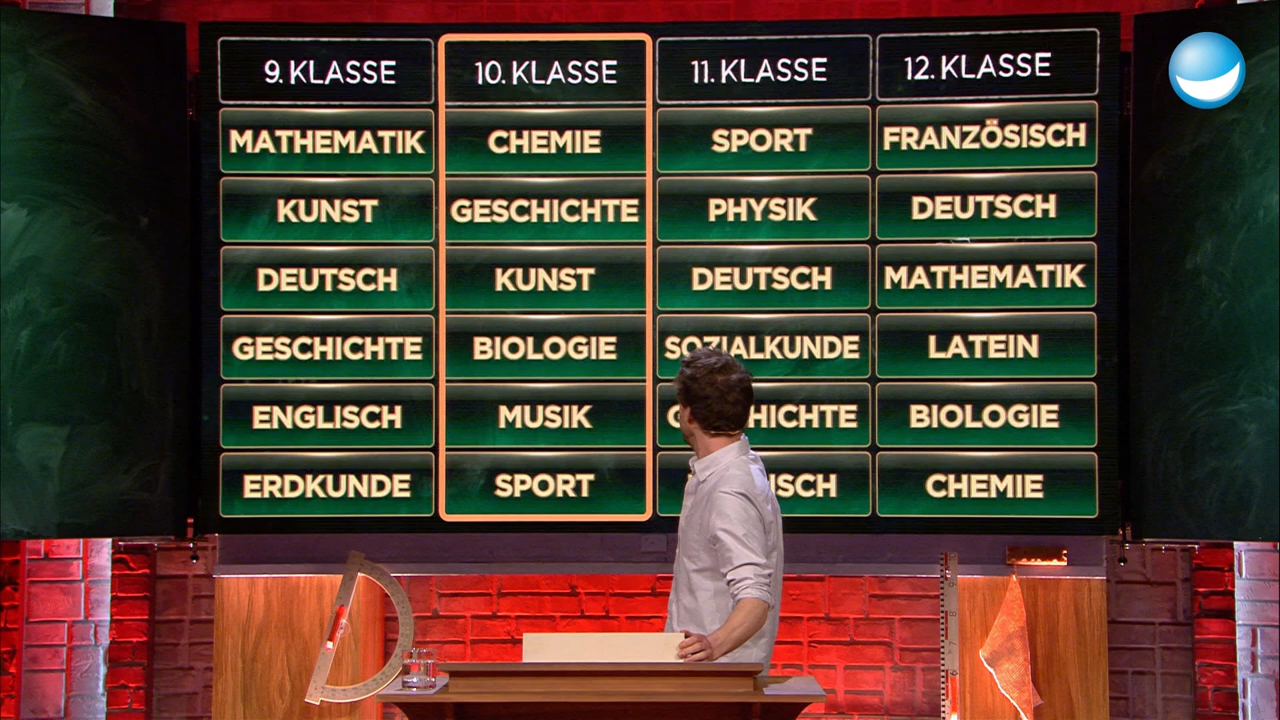 9. KLASSE 10. KLASSE 11. KLASSE 12. KLASSE
MATHEMATIK CHEMIE SPORT FRANZÖSISCH
KUNST GESCHICHTE PHYSIK DEUTSCH
DEUTSCH KUNST DEUTSCH MATHEMATIK
GESCHICHTE BIOLOGIE SOZIALKUNDE LATEIN
ENGLISCH MUSIK BIOLOGIE
ERDKUNDE SPORT CHEMIE